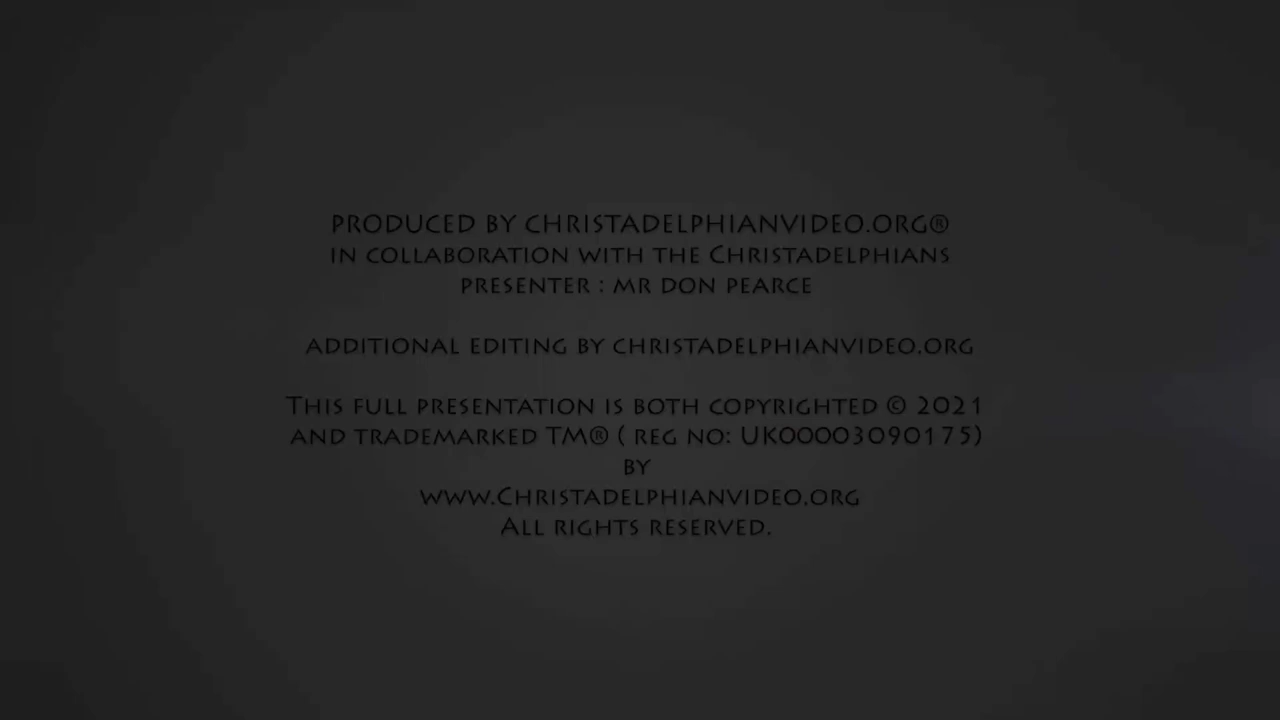 PRODUCED BY CHRISTADELPHIANVIDEO.ORG®
IN COLLABORATION WITH THE CHRISTADELPHIANS
PRESENTER : MR DON PEARCE
ADDITIONAL EDITING BY CHRISTADELPHIANVIDEO.ORG
THIS FULL PRESENTATION IS BOTH COPYRIGHTED © 2021
AND TRADEMARKED TM® ( REG NO: UK00003090175)
BY
WWW.CHRISTADELPHIANVIDEO.ORG
ALL RIGHTS RESERVED.